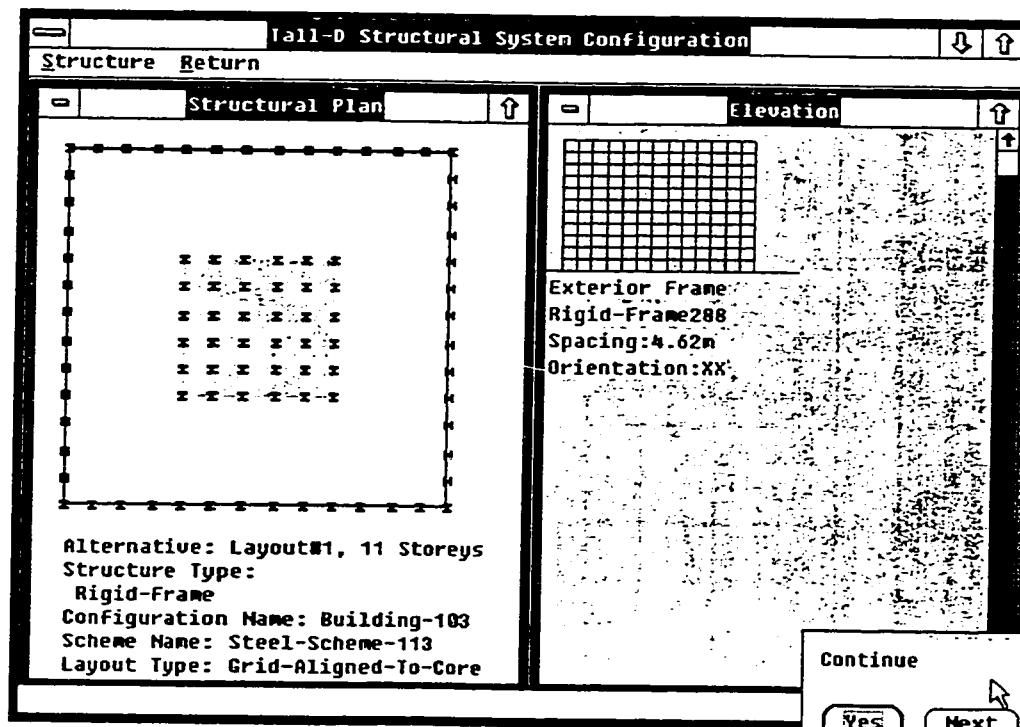 Tall-D Structural System Configuration
Structure Return
Structural Plan
Elevation
Exterior Frame
Rigid-Frame288
Spacing:4.62m
Orientation:XX
Alternative: Layout#1, 11 Storeys
Structure Type:
Rigid-Frame
Configuration Name: Building-103
Scheme Name: Steel-Scheme-113
Layout Type: Grid-Aligned-To-Core
Continue
Yes Next